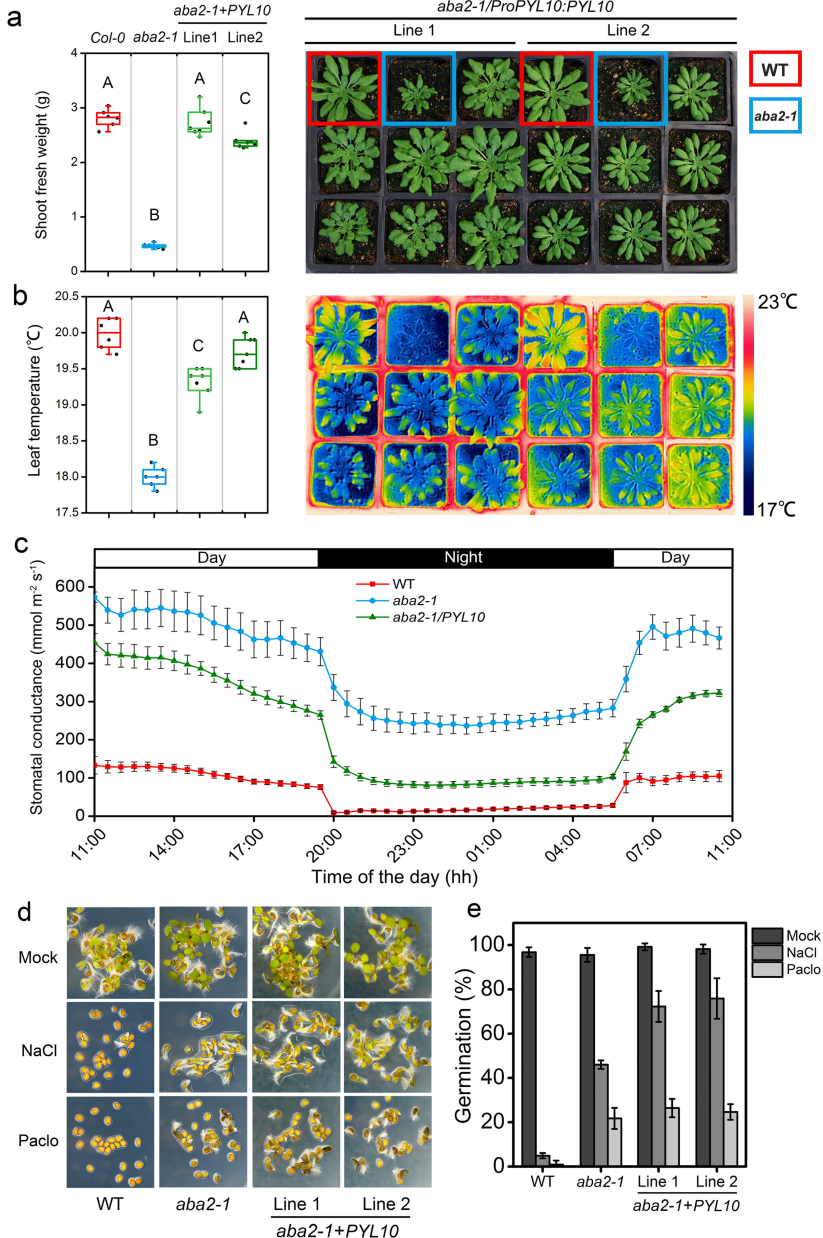 a
aba2-1+PYL10
Col-0 aba2-1 Line1 Line2
Shoot fresh weight (g)
4
3
2
1
0
A
B
A
C
aba2-1/ProPYL10:PYL10
Line 1 Line 2
WT
aba2-1
b
Leaf temperature (℃)
20.5
20.0
19.5
19.0
18.5
18.0
17.5
A
B
C
A
23℃
17℃
c
Day Night Day
Stomatal conductance (mmol m-2 s-1)
600
500
400
300
200
100
0
WT
aba2-1
aba2-1/PYL10
11:00 14:00 17:00 20:00 23:00 01:00 04:00 07:00 11:00
Time of the day (hh)
d
Mock
NaCl
Paclo
WT aba2-1 Line 1 Line 2
aba2-1+PYL10
e
Germination (%)
100
80
60
40
20
0
Mock
NaCl
Paclo
WT aba2-1 Line 1 Line 2
aba2-1+PYL10